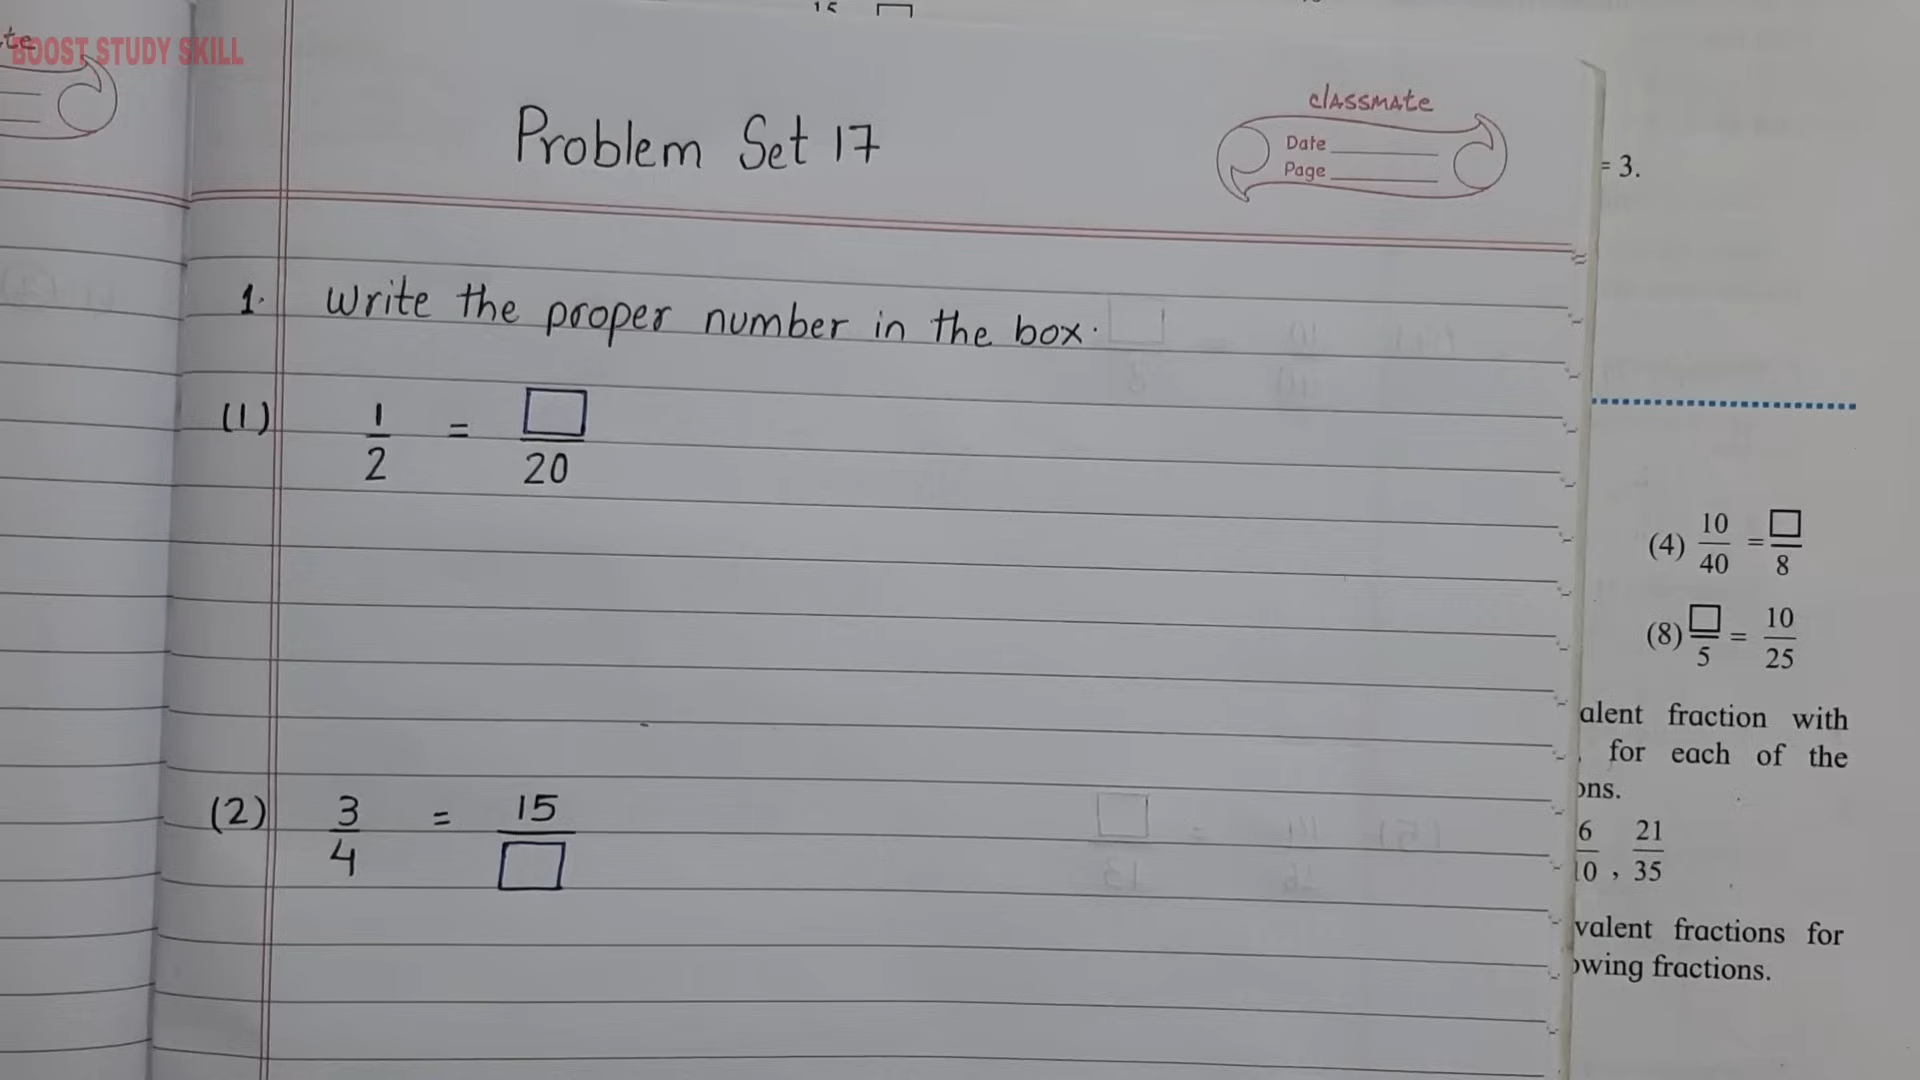 BOOST STUDY SKILL
Problem Set 17
classmate
Date
Page
1. Write the proper number in the box.
(1) 1/2 = □/20
(2) 3/4 = 15/□
= 3.
(4) 10/40 = □/8
(8) □/5 = 10/25
alent fraction with
for each of the
ons.
6/10, 21/35
valent fractions for
owing fractions.